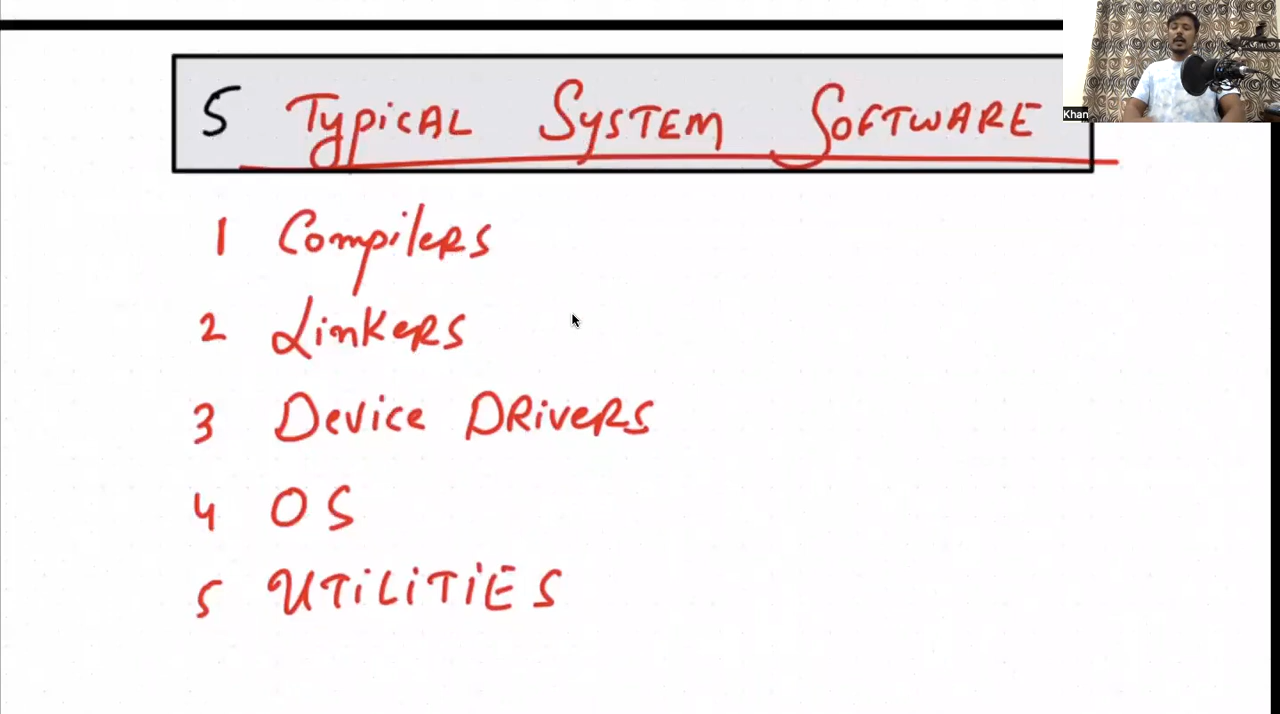 5 TypicAL SYSTEM SOFTWARE
Khan
1 CompileRS
2 LinkeRS
3 Device DRiveRS
4 OS
5 UTiLiTiES